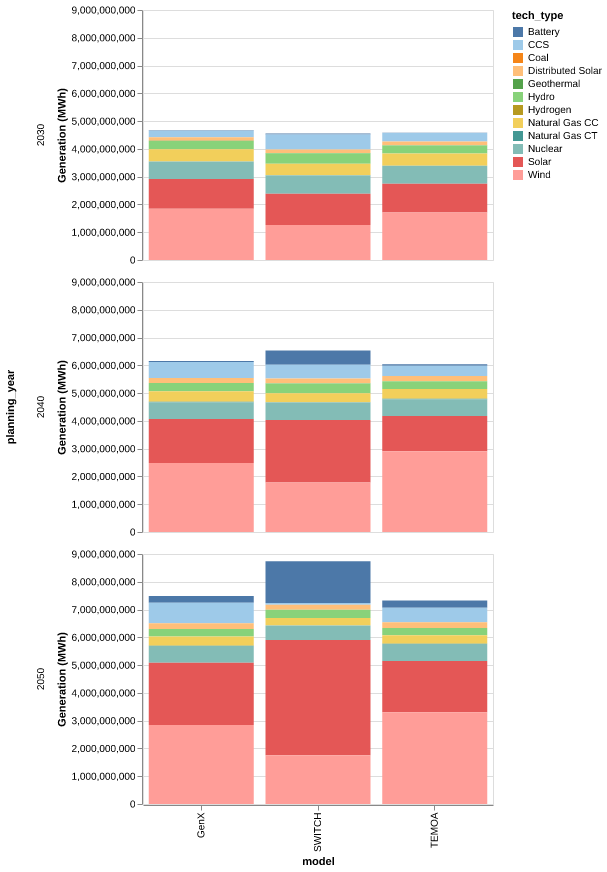 tech_type
Battery
CCS
Coal
Distributed Solar
Geothermal
Hydro
Hydrogen
Natural Gas CC
Natural Gas CT
Nuclear
Solar
Wind
planning_year
2030
Generation (MWh)
9,000,000,000
8,000,000,000
7,000,000,000
6,000,000,000
5,000,000,000
4,000,000,000
3,000,000,000
2,000,000,000
1,000,000,000
0
2040
Generation (MWh)
9,000,000,000
8,000,000,000
7,000,000,000
6,000,000,000
5,000,000,000
4,000,000,000
3,000,000,000
2,000,000,000
1,000,000,000
0
2050
Generation (MWh)
9,000,000,000
8,000,000,000
7,000,000,000
6,000,000,000
5,000,000,000
4,000,000,000
3,000,000,000
2,000,000,000
1,000,000,000
0
GenX
SWITCH
TEMOA
model